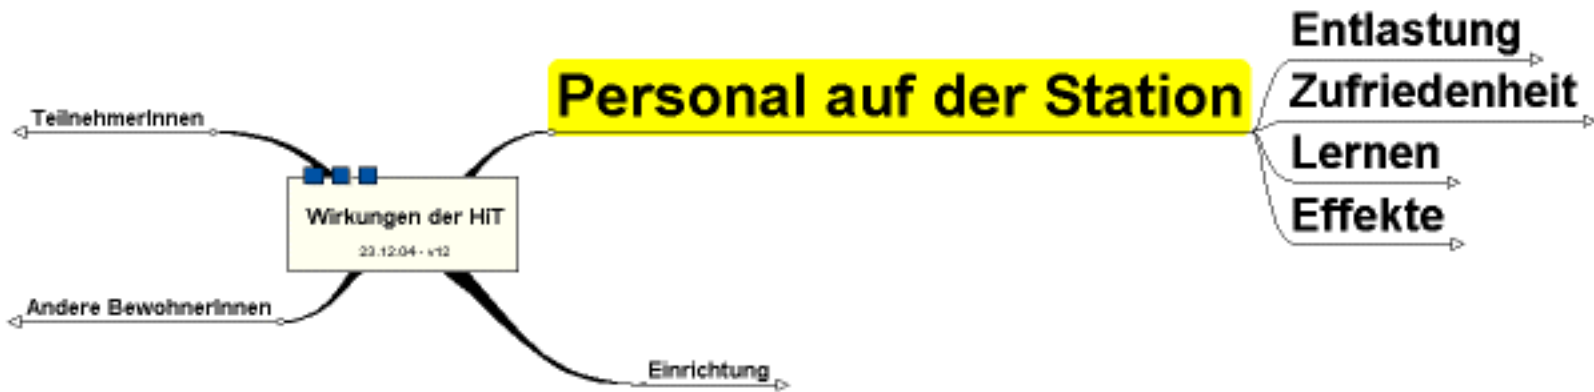 Entlastung
Personal auf der Station
Zufriedenheit
TeilnehmerInnen
Lernen
Wirkungen der HiT
Effekte
23.12.04 - v12
Andere BewohnerInnen
Einrichtung